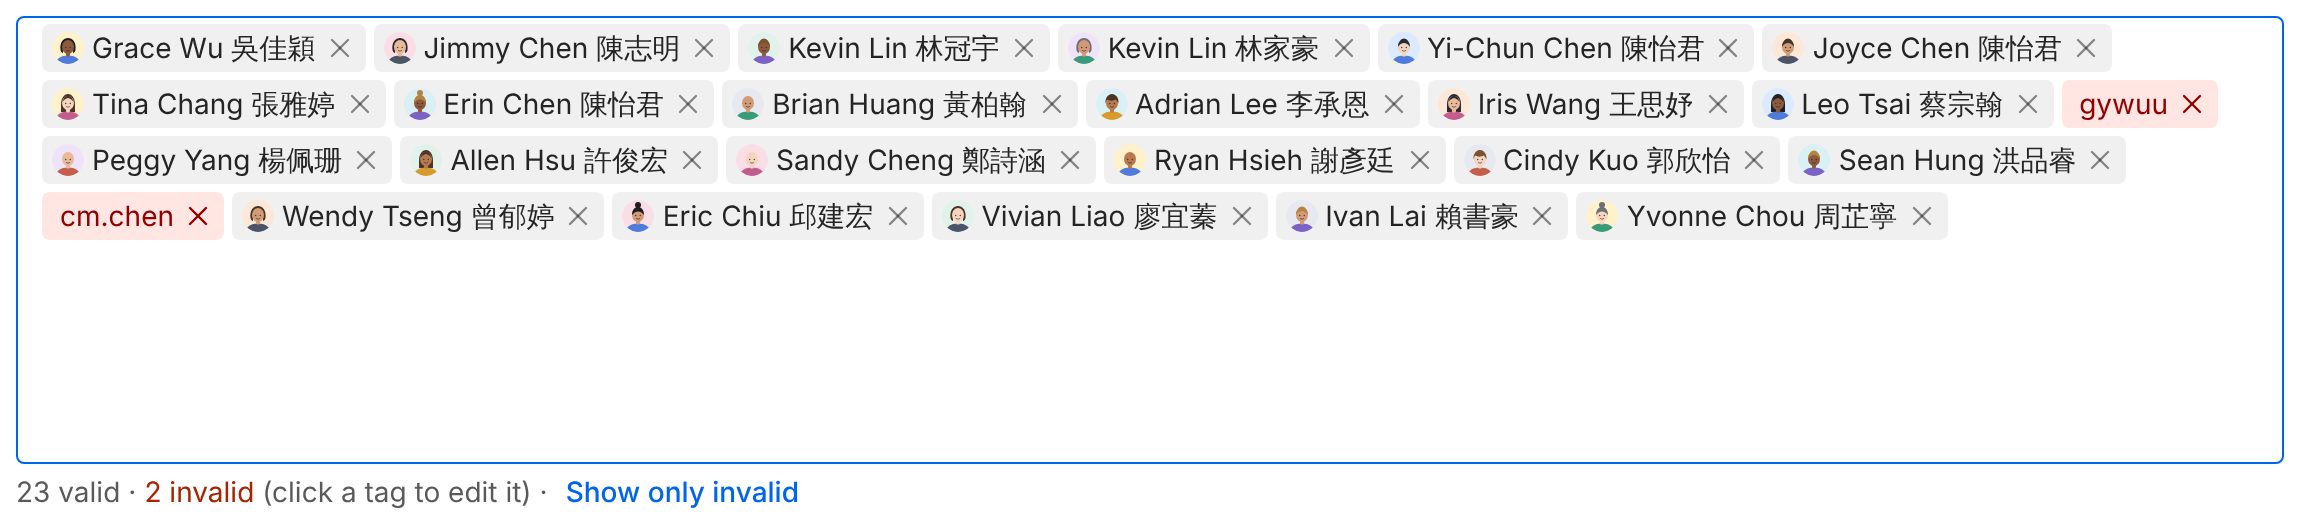 Grace Wu 吳佳穎 Jimmy Chen 陳志明 Kevin Lin 林冠宇 Kevin Lin 林家豪 Yi-Chun Chen 陳怡君 Joyce Chen 陳怡君
Tina Chang 張雅婷 Erin Chen 陳怡君 Brian Huang 黃柏翰 Adrian Lee 李承恩 Iris Wang 王思妤 Leo Tsai 蔡宗翰 gywuu
Peggy Yang 楊佩珊 Allen Hsu 許俊宏 Sandy Cheng 鄭詩涵 Ryan Hsieh 謝彥廷 Cindy Kuo 郭欣怡 Sean Hung 洪品睿
cm.chen Wendy Tseng 曾郁婷 Eric Chiu 邱建宏 Vivian Liao 廖宜蓁 Ivan Lai 賴書豪 Yvonne Chou 周芷寧
23 valid · 2 invalid (click a tag to edit it) · Show only invalid